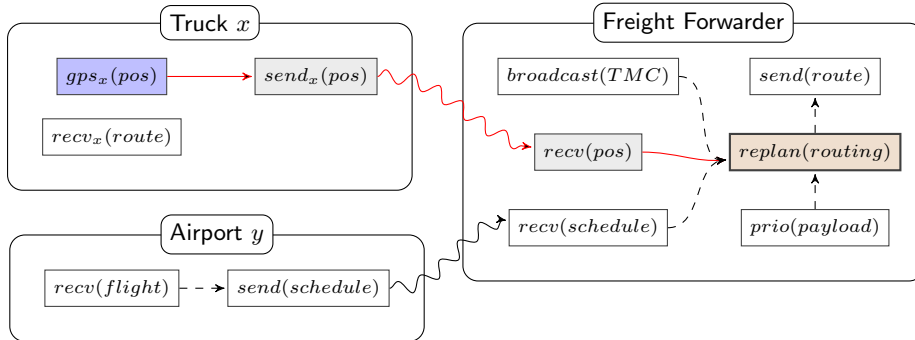 Truck x
gps_x(pos)
send_x(pos)
recv_x(route)
Airport y
recv(flight)
send(schedule)
Freight Forwarder
broadcast(TMC)
send(route)
recv(pos)
replan(routing)
recv(schedule)
prio(payload)